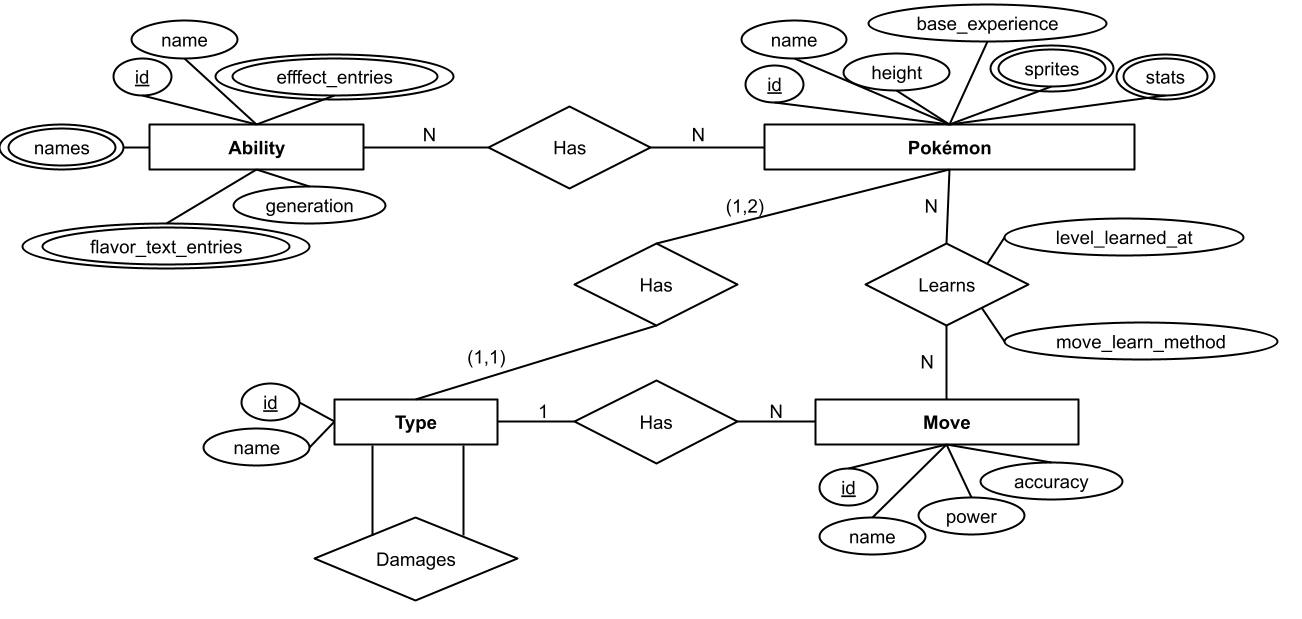 name
id
efffect_entries
names
Ability
generation
flavor_text_entries
N
Has
N
name
id
height
base_experience
sprites
stats
Pokémon
(1,2)
Has
(1,1)
N
Learns
level_learned_at
move_learn_method
N
id
name
Type
1
Has
N
Move
id
name
power
accuracy
Damages